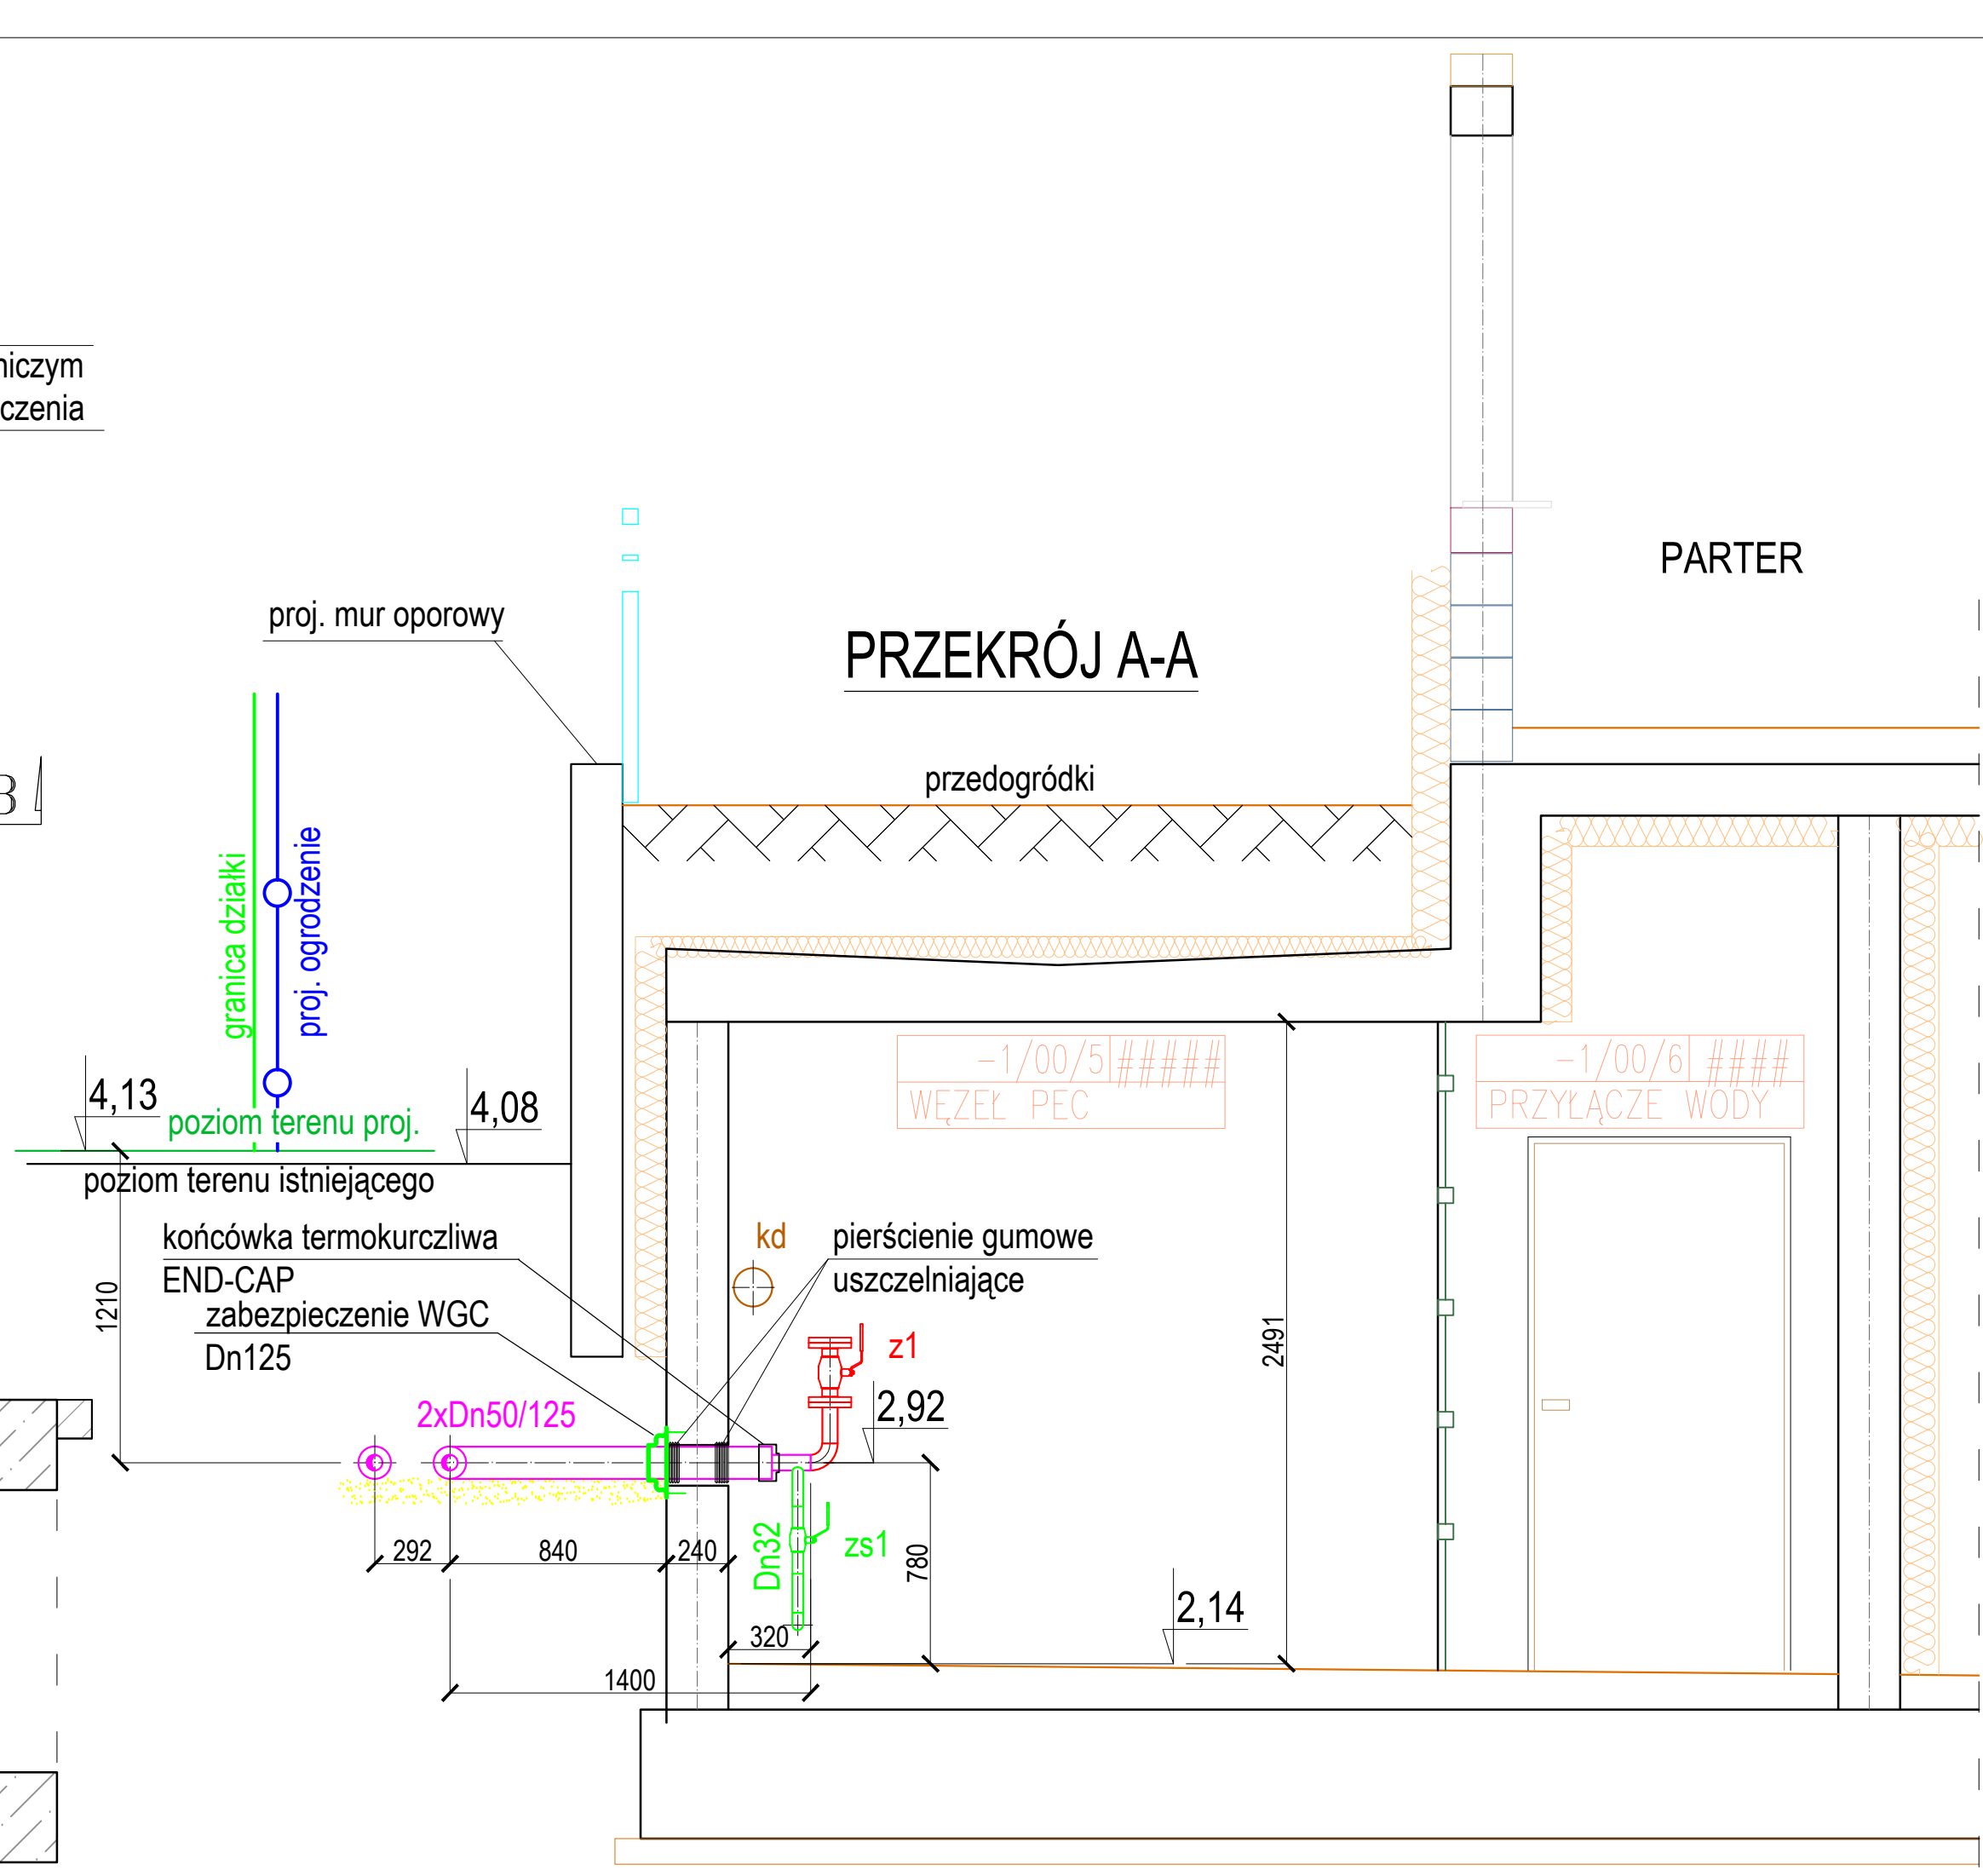 niczym
czenia
PARTER
proj. mur oporowy
PRZEKRÓJ A-A
przedogródki
B
granica działki
proj. ogrodzenie
-1/00/5 #####
WĘZEŁ PEC
-1/00/6 ####
PRZYŁĄCZE WODY
4,13
poziom terenu proj.
4,08
poziom terenu istniejącego
końcówka termokurczliwa
END-CAP
zabezpieczenie WGC
Dn125
kd
pierścienie gumowe
uszczelniające
1210
2491
z1
2xDn50/125
2,92
292
840
240
Dn32
zs1
780
320
2,14
1400